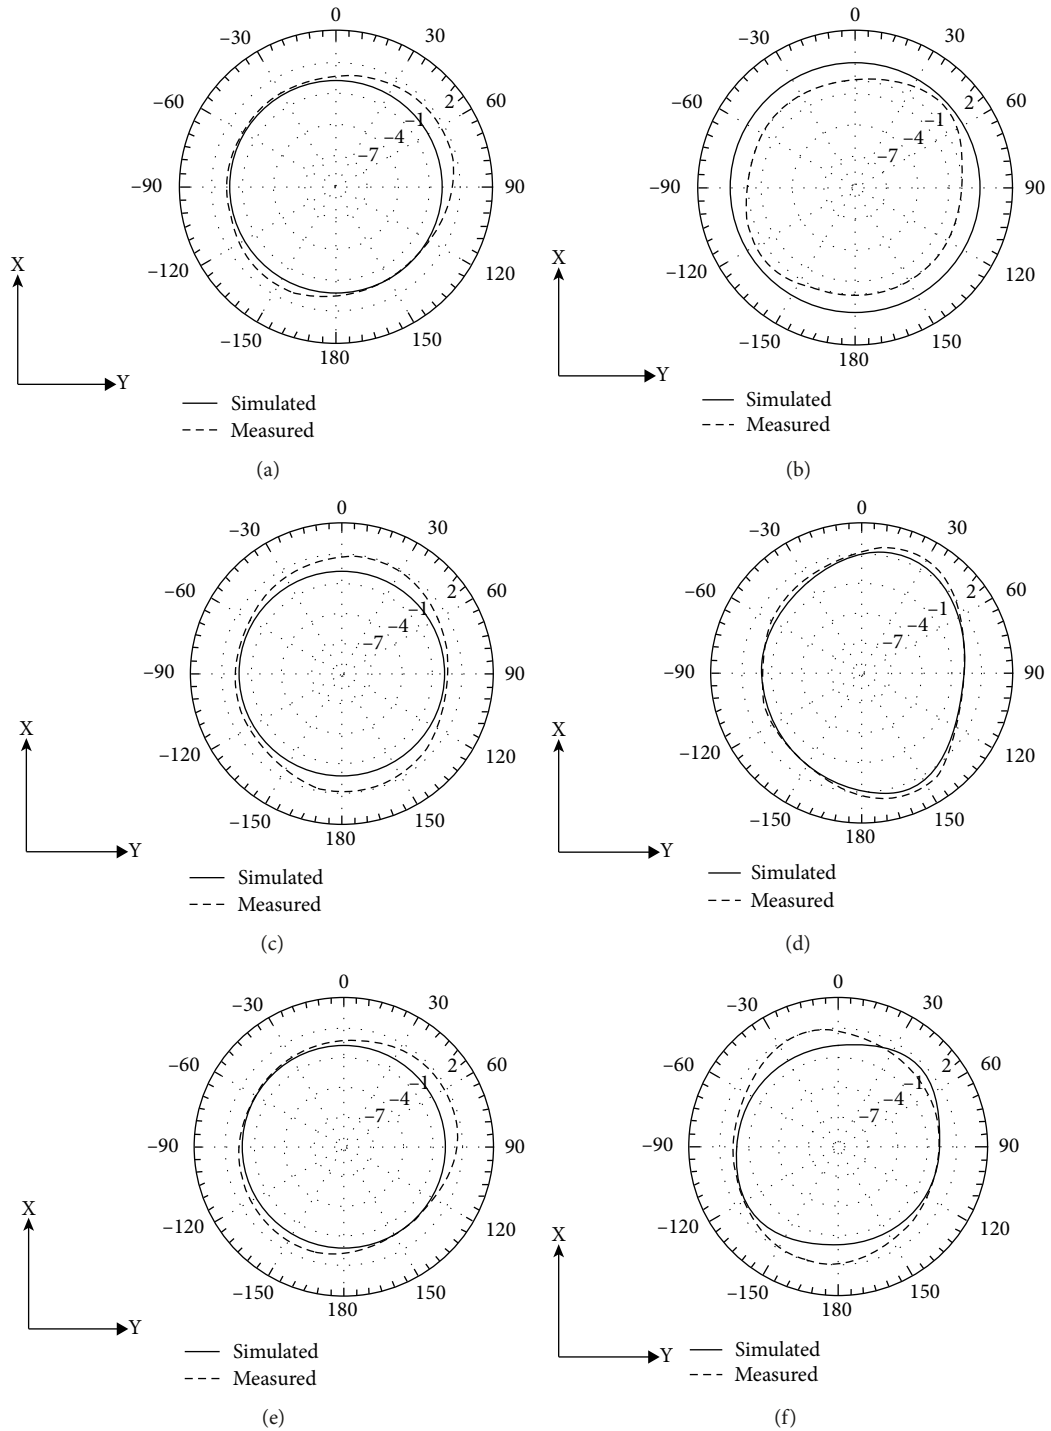 0
−30 30
−60 2 60
−1
−4
−7
−90 90
X
−120 120
−150 150
180
Y
Simulated
Measured
(a)
0
−30 30
−60 2 60
−1
−4
−7
−90 90
X
−120 120
−150 150
180
Y
Simulated
Measured
(b)
0
−30 30
−60 2 60
−1
−4
−7
−90 90
X
−120 120
−150 150
180
Y
Simulated
Measured
(c)
0
−30 30
−60 2 60
−1
−4
−7
−90 90
X
−120 120
−150 150
180
Y
Simulated
Measured
(d)
0
−30 30
−60 2 60
−1
−4
−7
−90 90
X
−120 120
−150 150
180
Y
Simulated
Measured
(e)
0
−30 30
−60 2 60
−1
−4
−7
−90 90
X
−120 120
−150 150
180
Y
Simulated
Measured
(f)